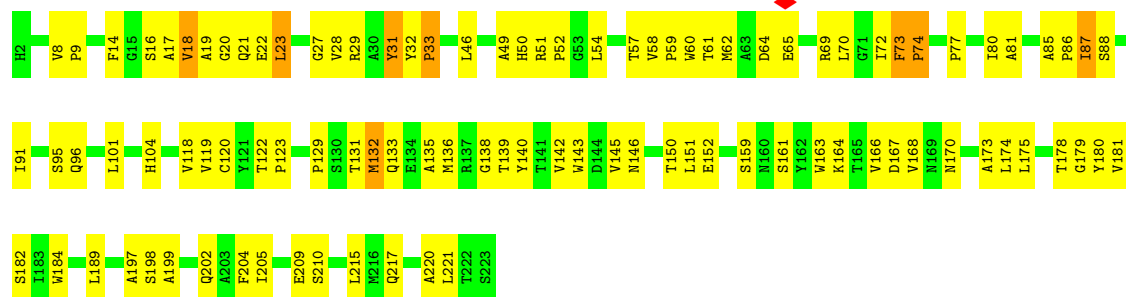 H2 V8 P9 F14 G15 S16 A17 V18 A19 G20 Q21 E22 L23 G27 V28 R29 A30 Y31 Y32 P33 L46 A49 H50 R51 P52 G53 L54 T57 V58 P59 W60 T61 M62 A63 D64 E65 R69 L70 G71 I72 F73 P74 P77 I80 A81 A85 P86 I87 S88
I91 S95 Q96 L101 H104 V118 V119 C120 Y121 T122 P123 P129 S130 T131 M132 Q133 E134 A135 M136 R137 G138 T139 Y140 T141 V142 W143 D144 V145 N146 T150 L151 E152 S159 N160 S161 Y162 W163 K164 T165 V166 D167 V168 N169 N170 A173 L174 L175 T178 G179 Y180 V181
S182 I183 W184 L189 A197 S198 A199 Q202 A203 F204 I205 E209 S210 L215 M216 Q217 A220 L221 T222 S223